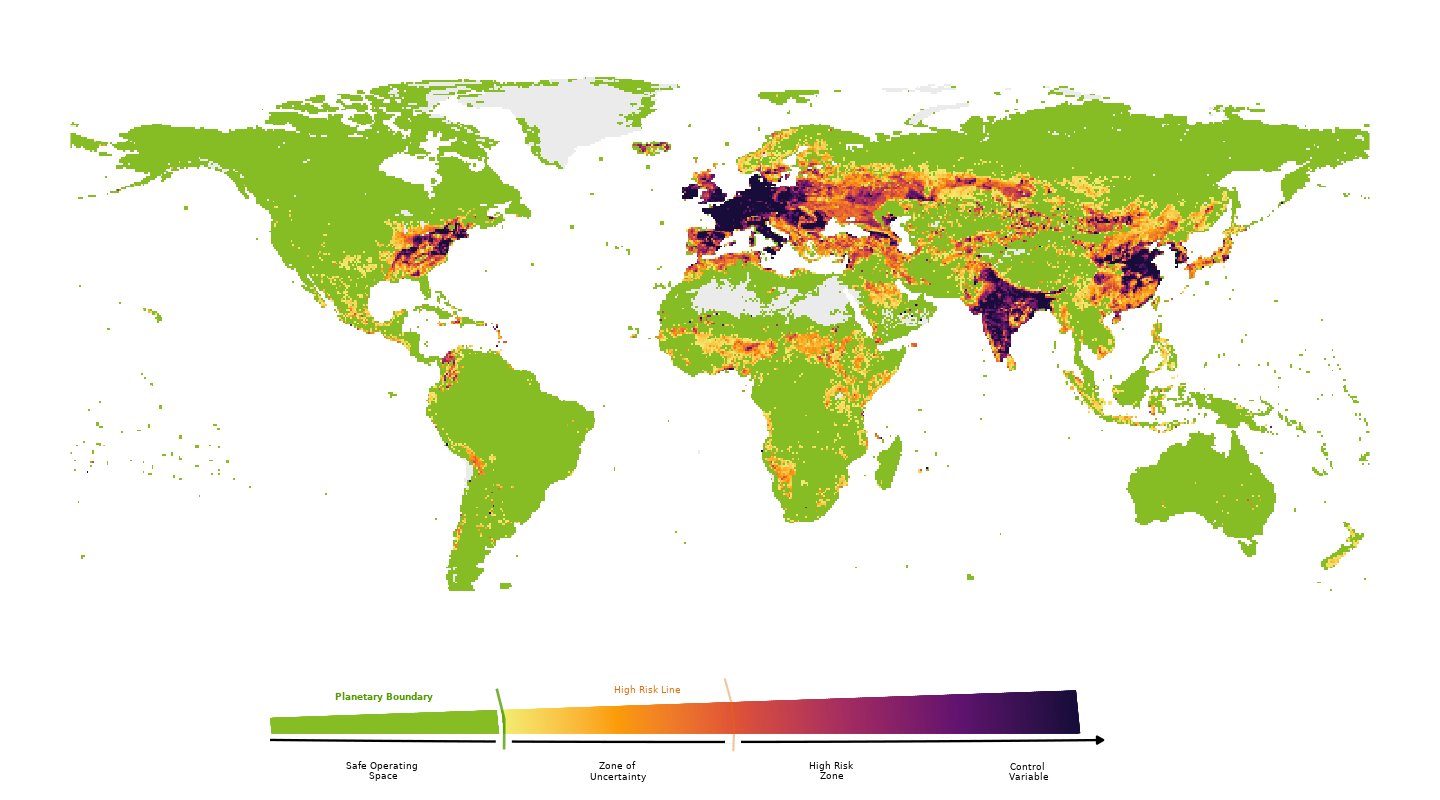 Planetary Boundary
High Risk Line
Safe Operating
Space
Zone of
Uncertainty
High Risk
Zone
Control
Variable